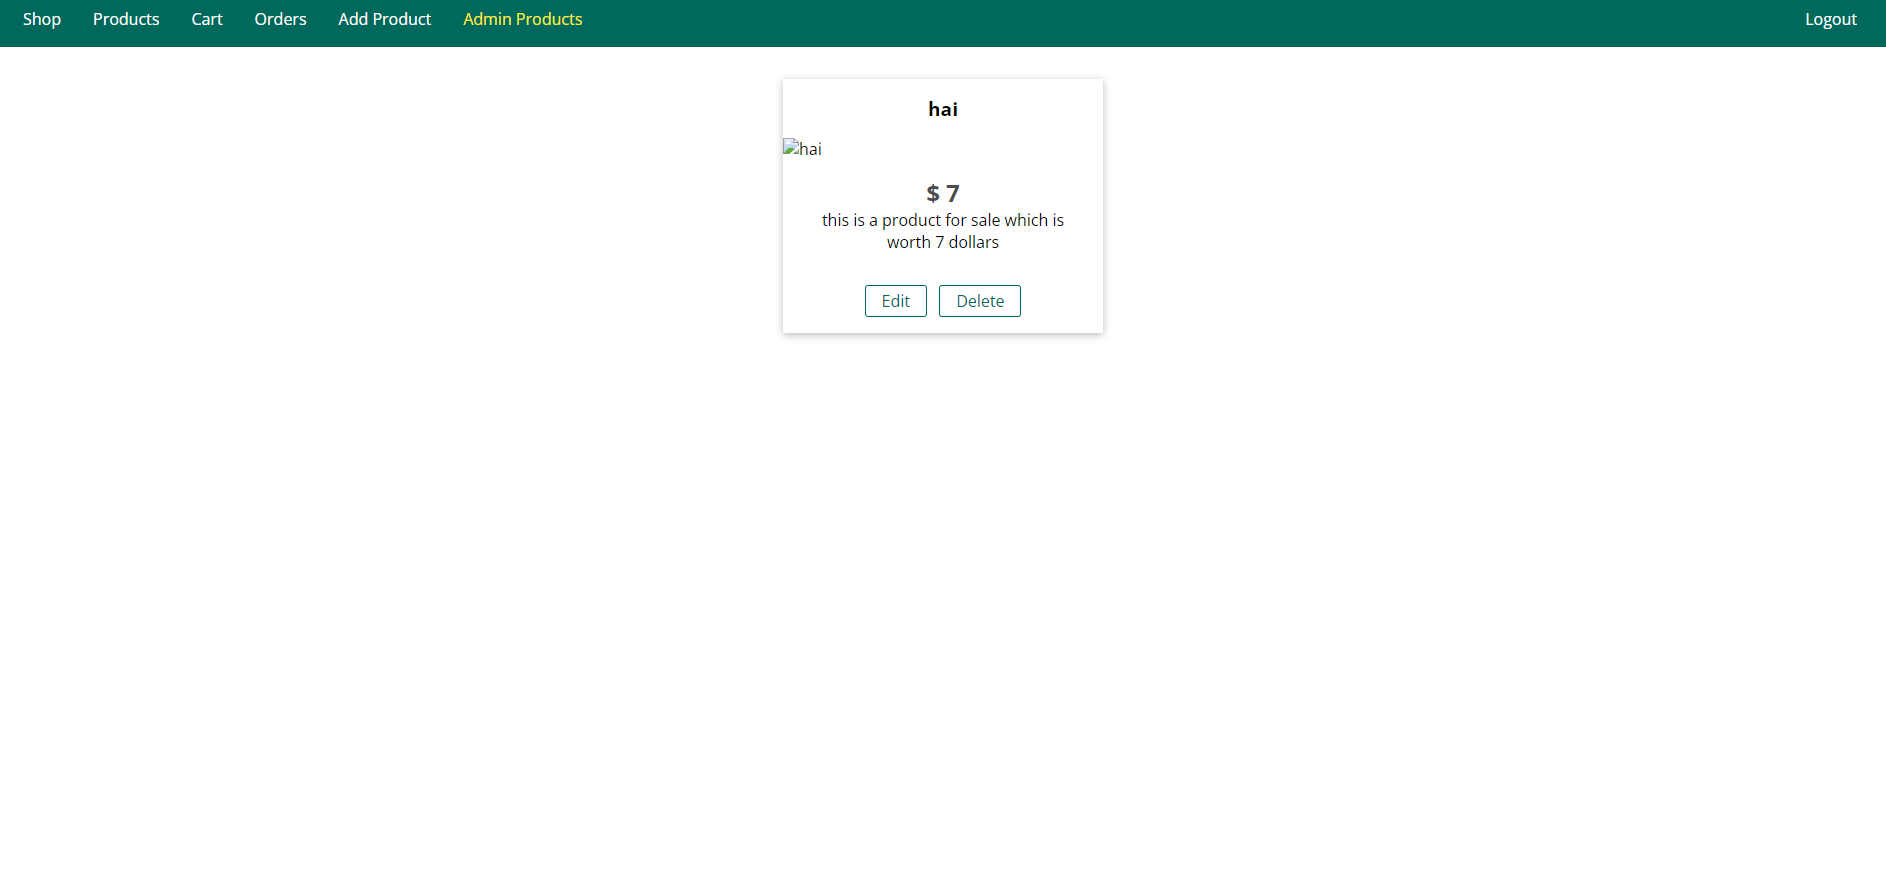 Shop Products Cart Orders Add Product Admin Products Logout
hai
hai
$ 7
this is a product for sale which is
worth 7 dollars
Edit Delete